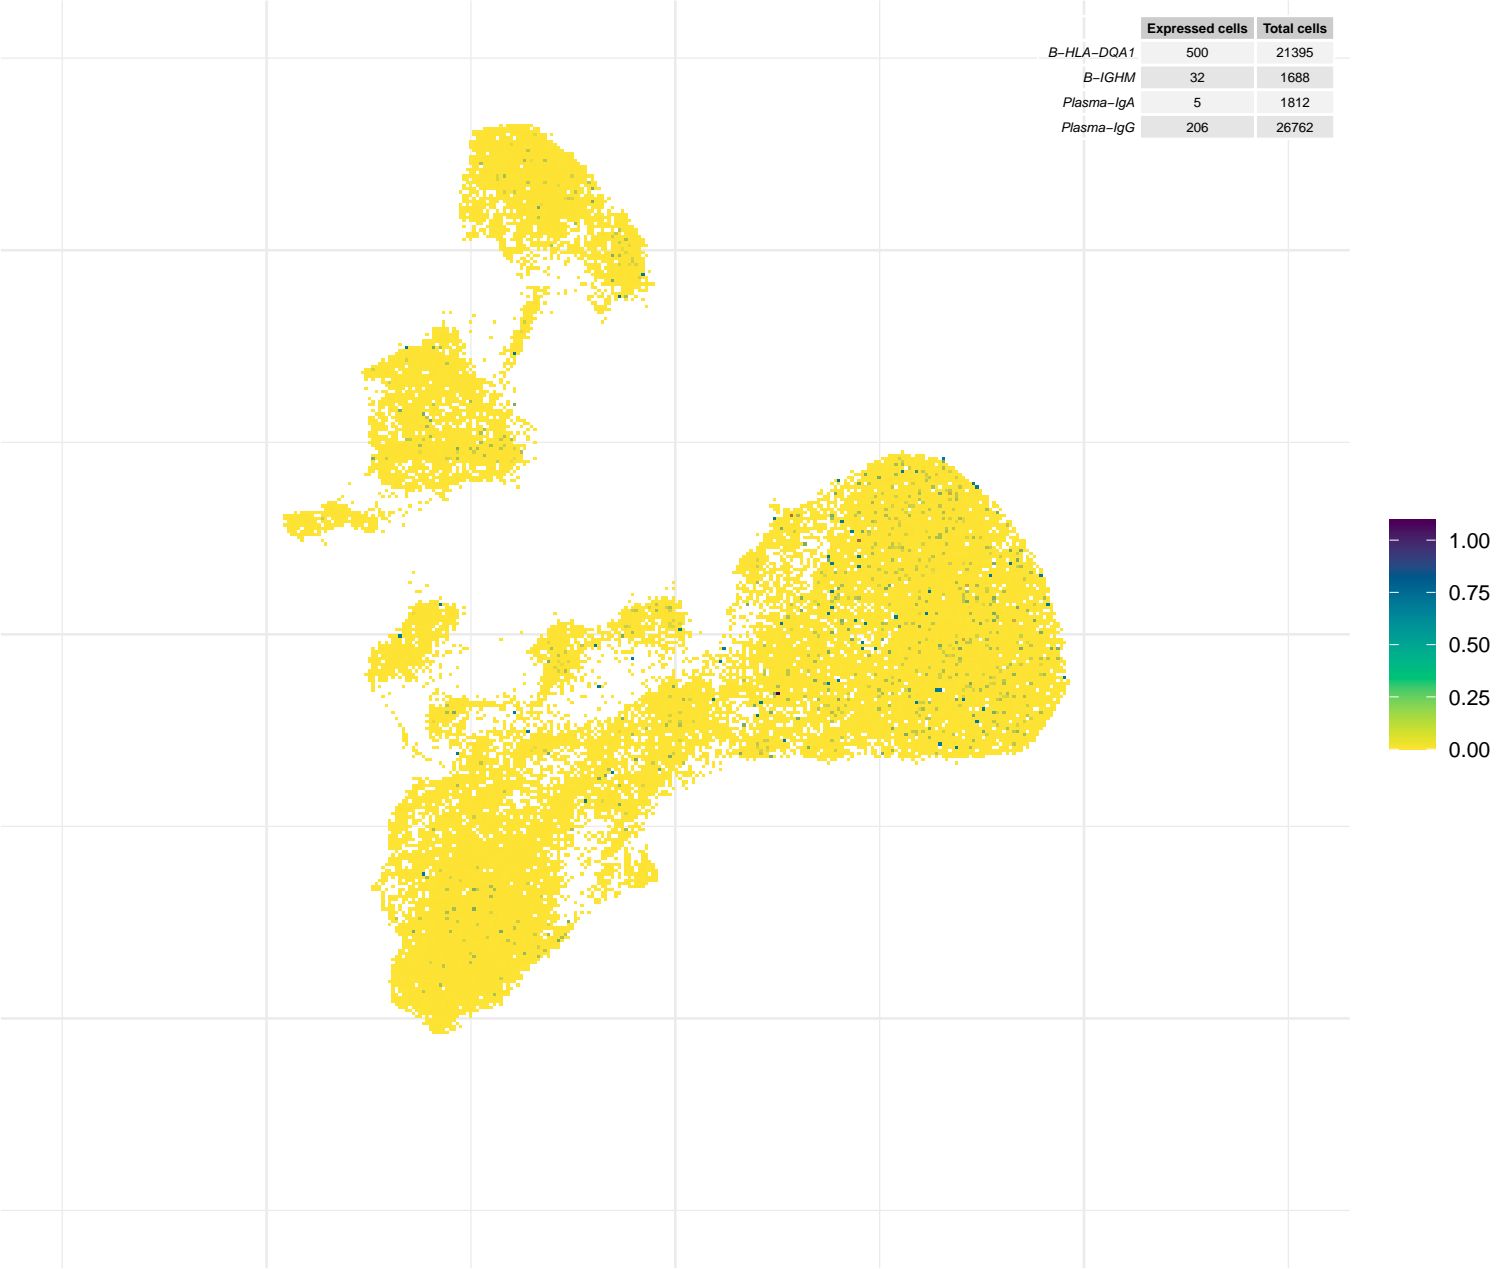 Expressed cells Total cells
B−HLA−DQA1 500 21395
B−IGHM 32 1688
Plasma−IgA 5 1812
Plasma−IgG 206 26762
1.00
0.75
0.50
0.25
0.00